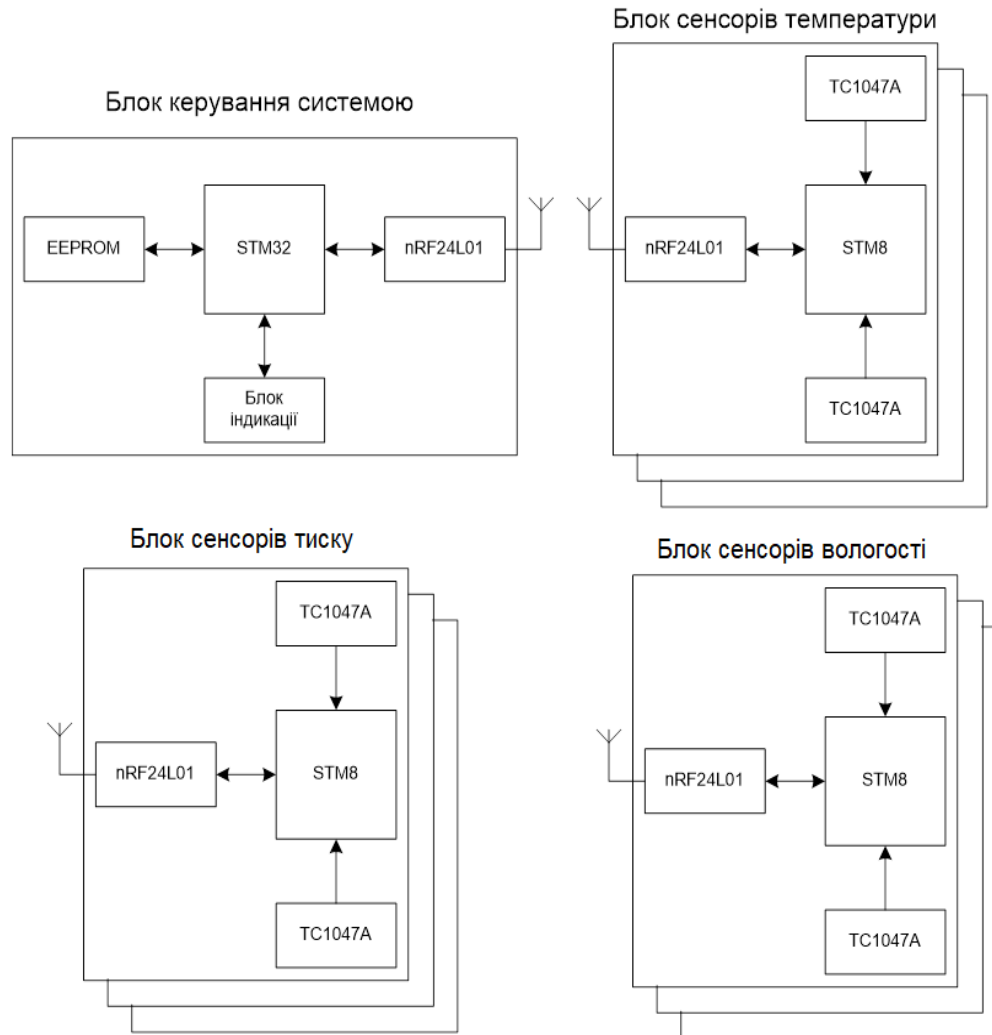 Блок сенсорів температури
TC1047A
Блок керування системою
EEPROM
STM32
nRF24L01
nRF24L01
STM8
Блок
індикації
TC1047A
Блок сенсорів тиску
TC1047A
nRF24L01
STM8
TC1047A
Блок сенсорів вологості
TC1047A
nRF24L01
STM8
TC1047A